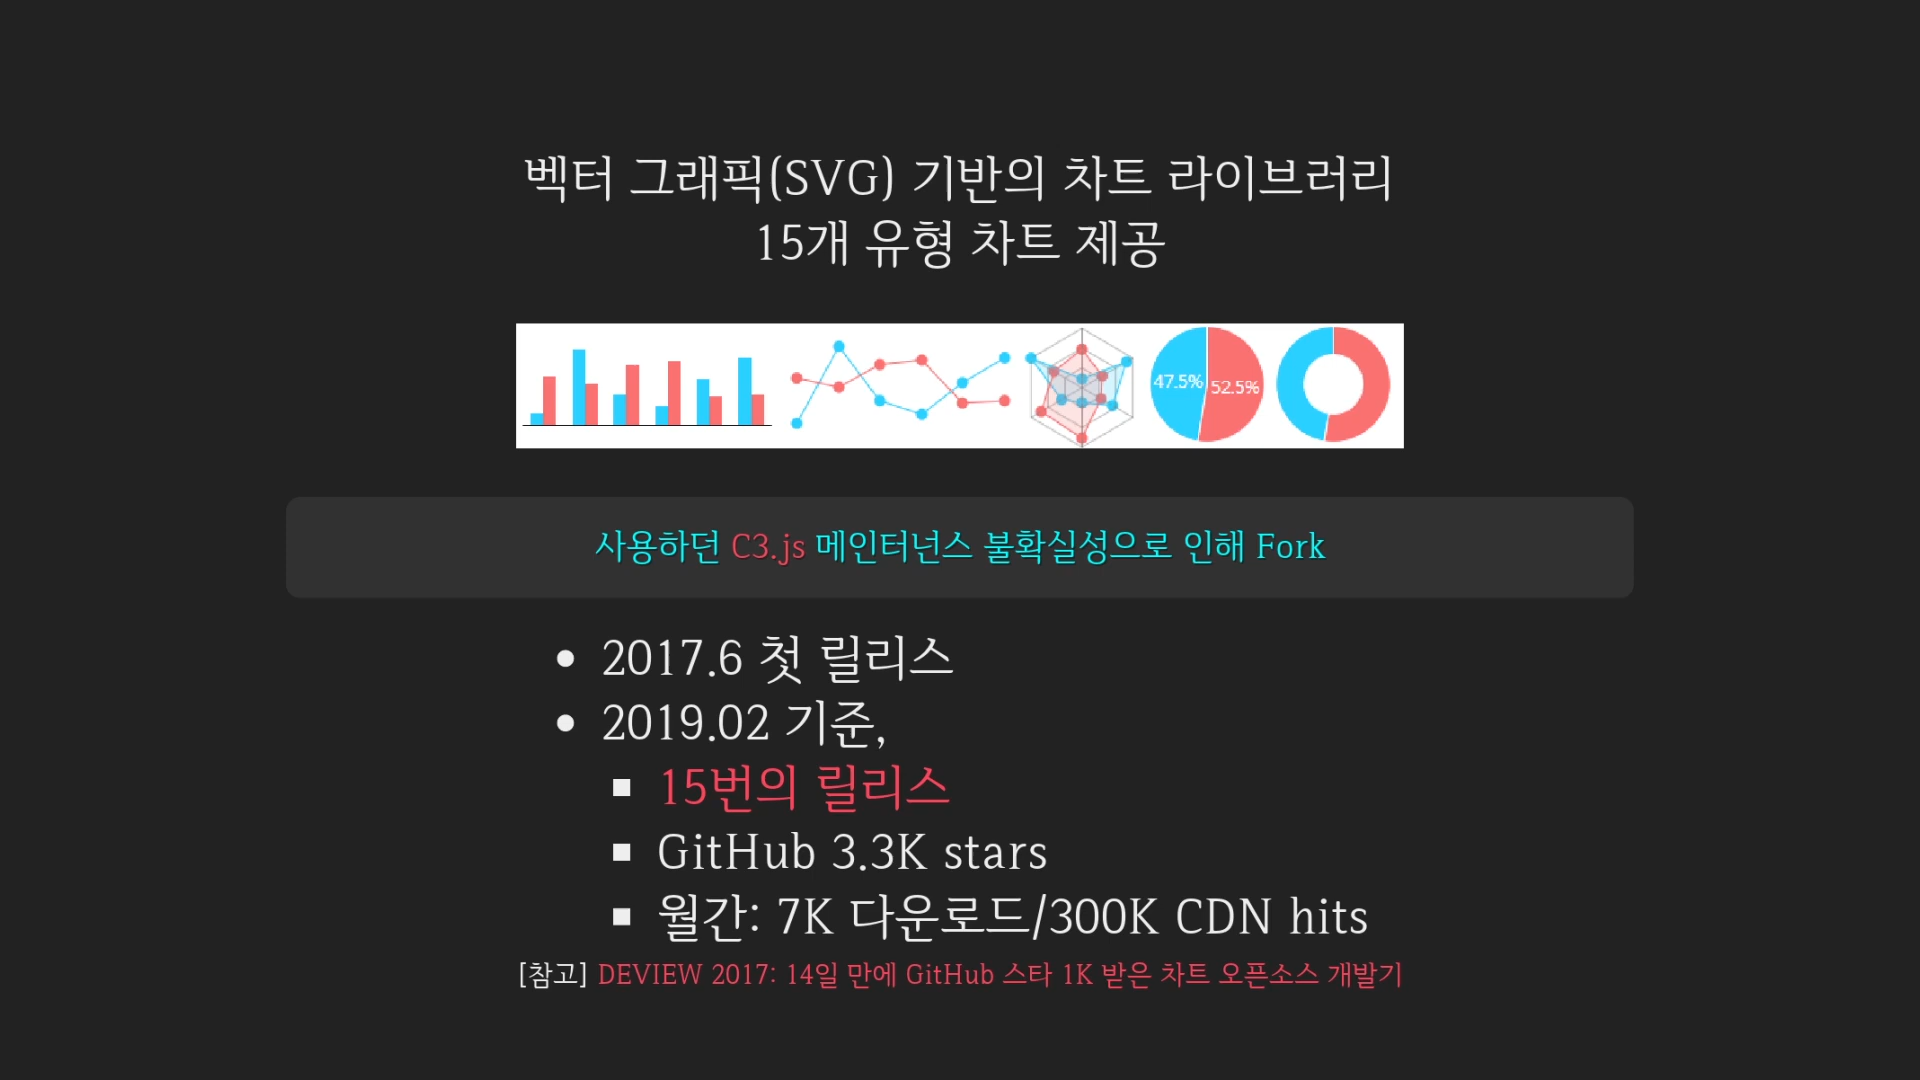 벡터 그래픽(SVG) 기반의 차트 라이브러리
15개 유형 차트 제공
47.5%
52.5%
사용하던 C3.js 메인터넌스 불확실성으로 인해 Fork
2017.6 첫 릴리스
2019.02 기준,
15번의 릴리스
GitHub 3.3K stars
월간: 7K 다운로드/300K CDN hits
[참고] DEVIEW 2017: 14일 만에 GitHub 스타 1K 받은 차트 오픈소스 개발기